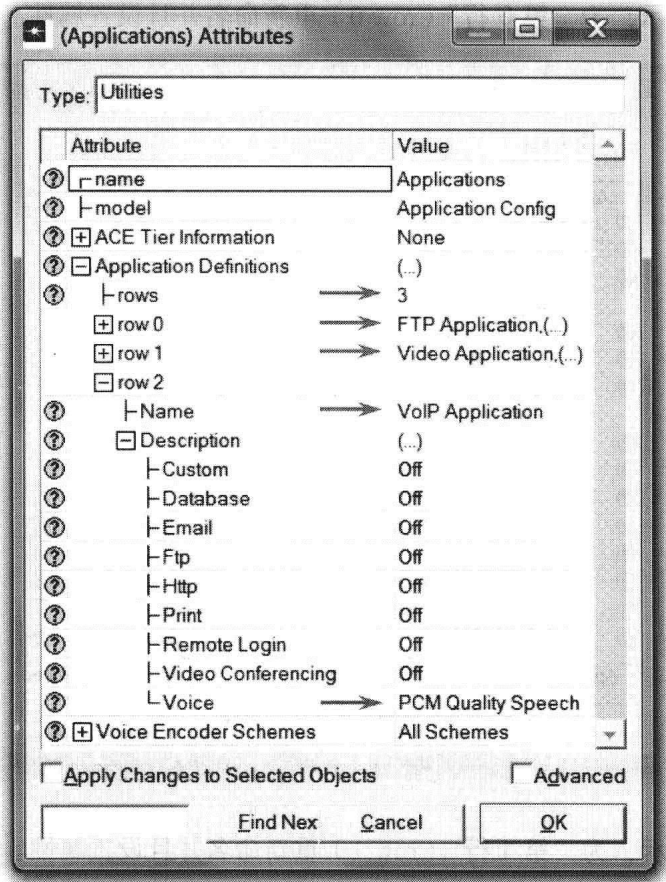 (Applications) Attributes
Type: Utilities
Attribute Value
name Applications
model Application Config
ACE Tier Information None
Application Definitions (...)
rows 3
row 0 FTP Application,(...)
row 1 Video Application,(...)
row 2
Name VoIP Application
Description (...)
Custom Off
Database Off
Email Off
Ftp Off
Http Off
Print Off
Remote Login Off
Video Conferencing Off
Voice PCM Quality Speech
Voice Encoder Schemes All Schemes
Apply Changes to Selected Objects Advanced
Find Nex Cancel OK